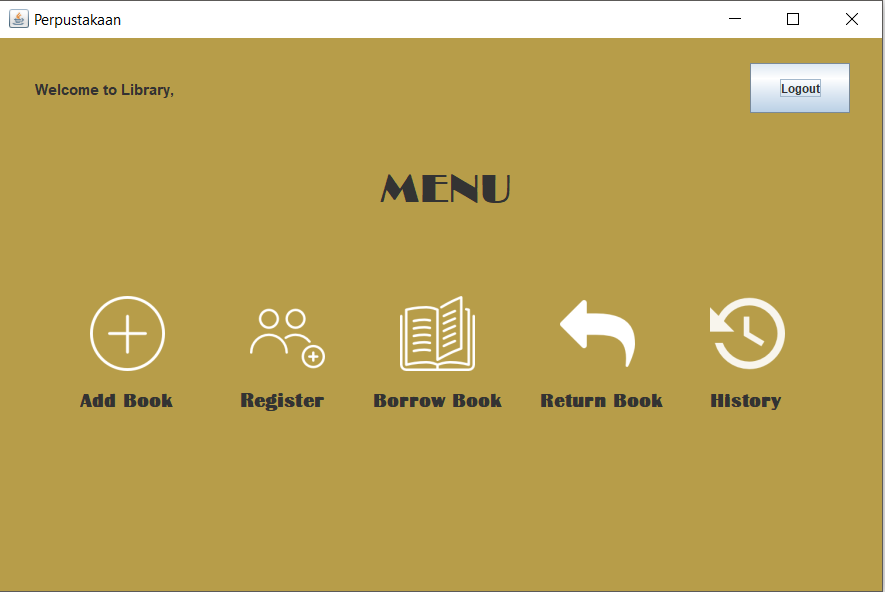 Perpustakaan
Welcome to Library,
Logout
MENU
Add Book
Register
Borrow Book
Return Book
History